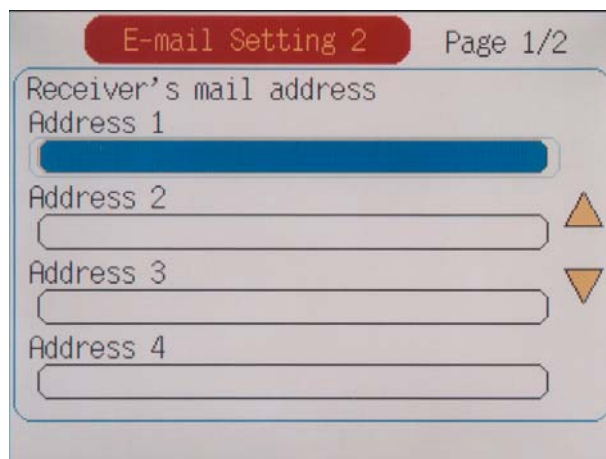 E-mail Setting 2 Page 1/2
Receiver's mail address
Address 1
Address 2
Address 3
Address 4